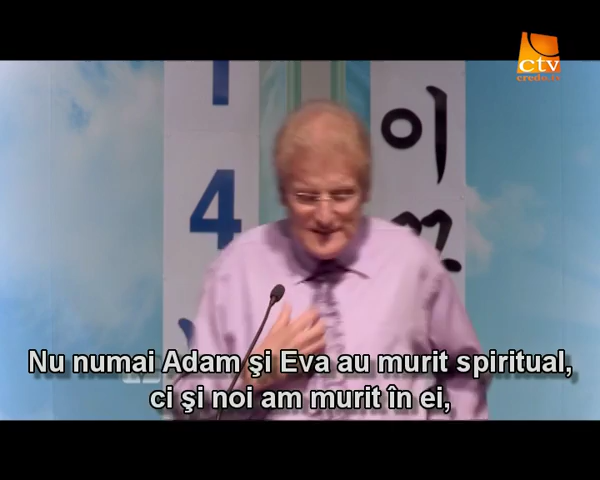 ctv
credo.tv
4
이
Nu numai Adam şi Eva au murit spiritual,
ci şi noi am murit în ei,